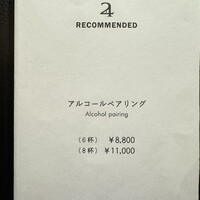 24
RECOMMENDED
アルコールペアリング
Alcohol pairing
(6杯) ¥8,800
(8杯) ¥11,000